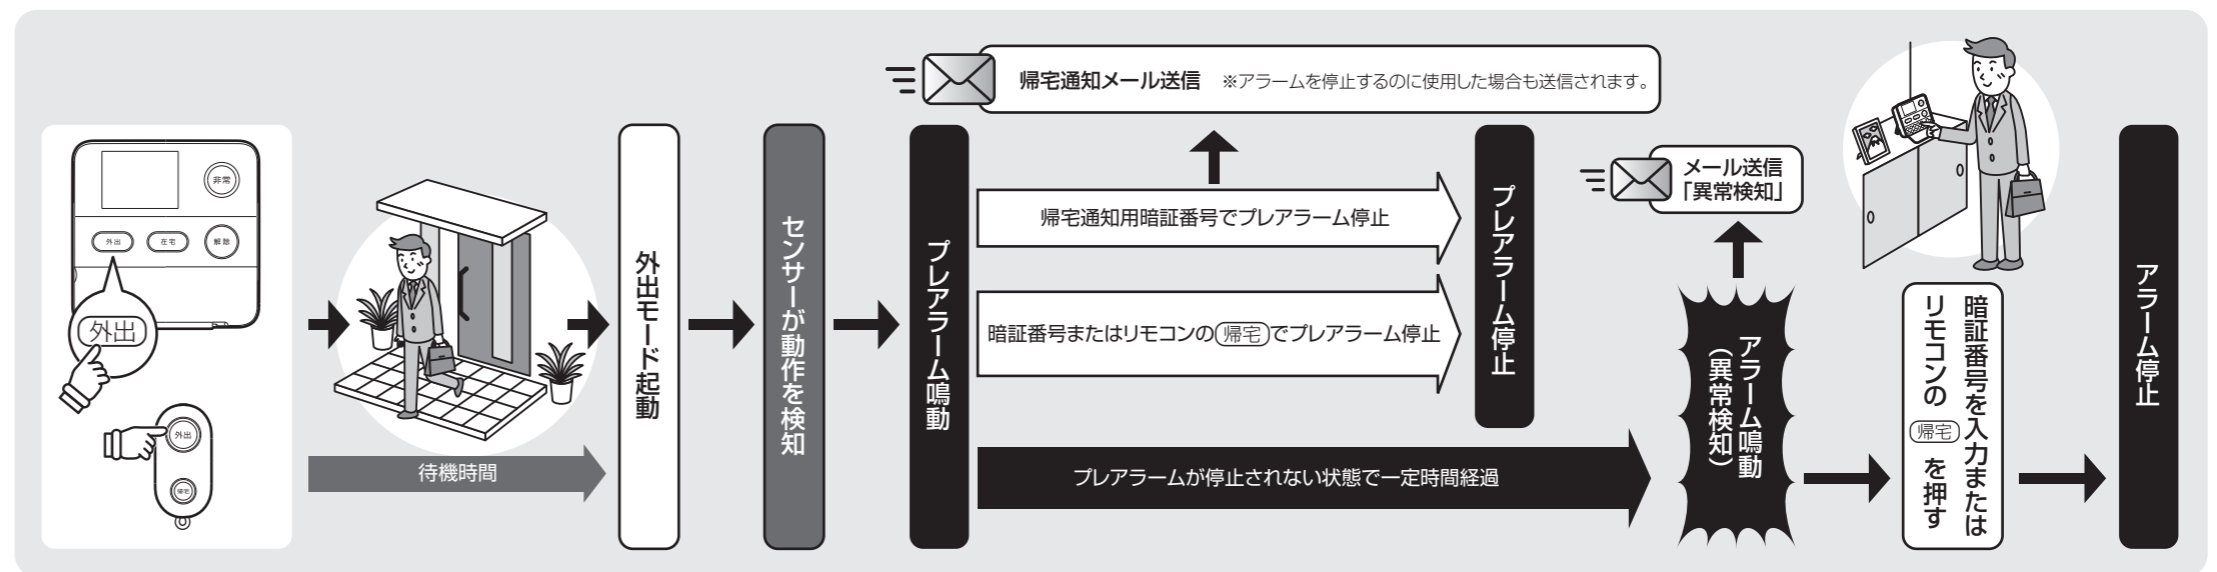 非常
外出
在宅
解除
外出
外出
帰宅
待機時間
外出モード起動
センサーが動作を検知
プレアラーム鳴動
帰宅通知メール送信 ※アラームを停止するのに使用した場合も送信されます。
帰宅通知用暗証番号でプレアラーム停止
暗証番号またはリモコンの帰宅でプレアラーム停止
プレアラーム停止
プレアラームが停止されない状態で一定時間経過
メール送信
「異常検知」
アラーム鳴動
（異常検知）
暗証番号を入力または
リモコンの 帰宅 を押す
アラーム停止